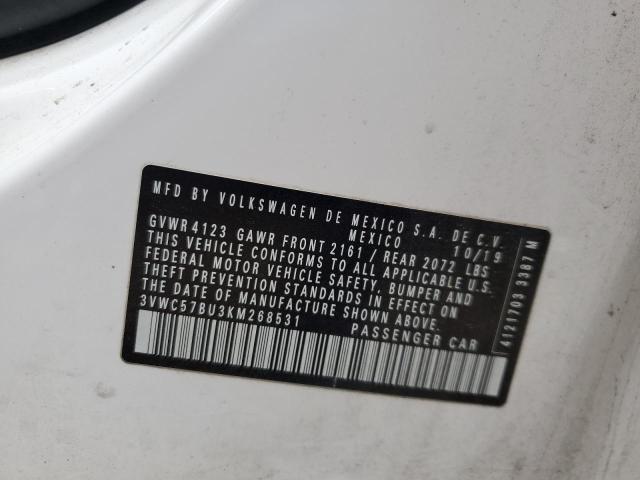 MFD BY VOLKSWAGEN DE MEXICO S.A. DE C.V.
MEXICO 10/19
GVWR 4123 GAWR FRONT 2161 / REAR 2072 LBS
THIS VEHICLE CONFORMS TO ALL APPLICABLE U.S.
FEDERAL MOTOR VEHICLE SAFETY, BUMPER AND
THEFT PREVENTION STANDARDS IN EFFECT ON
THE DATE OF MANUFACTURE SHOWN ABOVE.
3VWC57BU3KM268531
PASSENGER CAR
4121703 3387 M